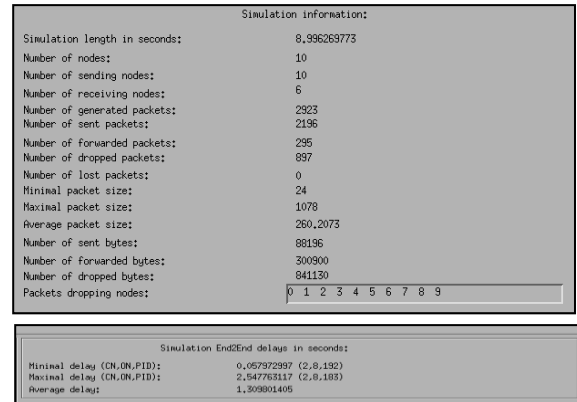 Simulation information:
Simulation length in seconds: 8.996269773
Number of nodes: 10
Number of sending nodes: 10
Number of receiving nodes: 6
Number of generated packets: 2923
Number of sent packets: 2196
Number of forwarded packets: 295
Number of dropped packets: 897
Number of lost packets: 0
Minimal packet size: 24
Maximal packet size: 1078
Average packet size: 260.2073
Number of sent bytes: 88196
Number of forwarded bytes: 300900
Number of dropped bytes: 841130
Packets dropping nodes: 0 1 2 3 4 5 6 7 8 9
Simulation End2End delays in seconds:
Minimal delay (CN,ON,PID): 0.057972997 (2,8,192)
Maximal delay (CN,ON,PID): 2.547763117 (2,8,183)
Average delay: 1.309801405